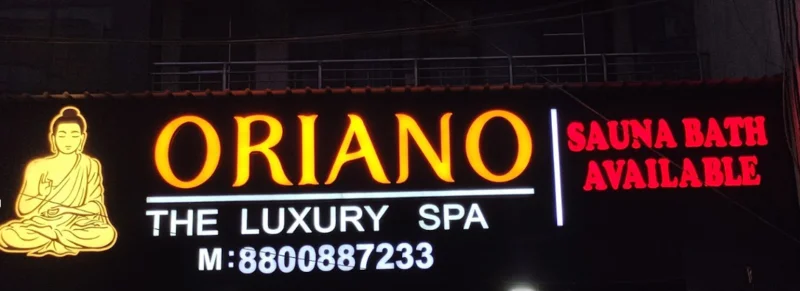 ORIANO
THE LUXURY SPA
M:8800887233
SAUNA BATH
AVAILABLE